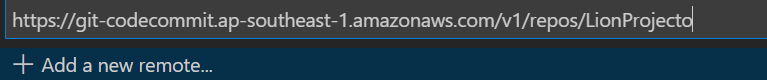 https://git-codecommit.ap-southeast-1.amazonaws.com/v1/repos/LionProjecto
+ Add a new remote...